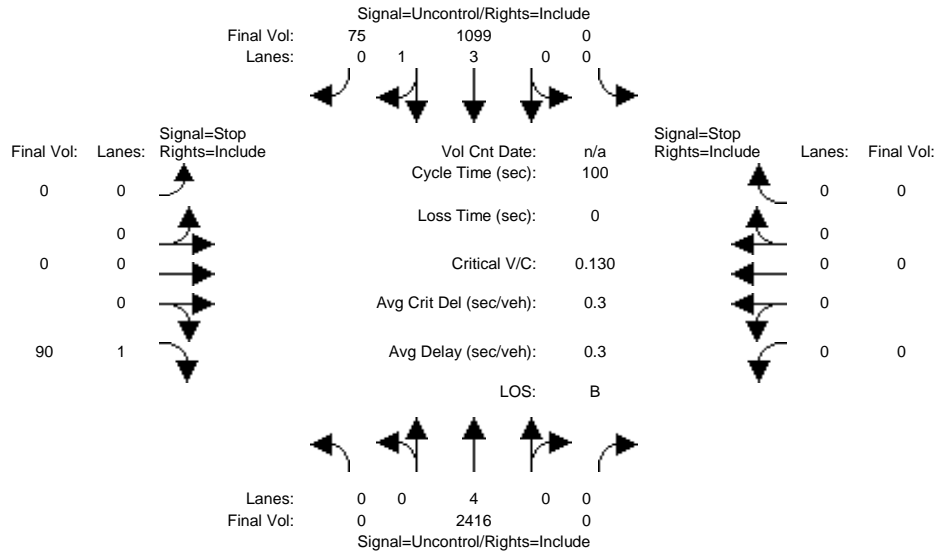 Signal=Uncontrol/Rights=Include
Final Vol: 75 1099 0
Lanes: 0 1 3 0 0
Signal=Stop Signal=Stop
Final Vol: Lanes: Rights=Include Vol Cnt Date: n/a Rights=Include Lanes: Final Vol:
Cycle Time (sec): 100
0 0 0 0
Loss Time (sec): 0
0 0
0 0 Critical V/C: 0.130 0 0
0 Avg Crit Del (sec/veh): 0.3 0
90 1 Avg Delay (sec/veh): 0.3 0 0
LOS: B
Lanes: 0 0 4 0 0
Final Vol: 0 2416 0
Signal=Uncontrol/Rights=Include